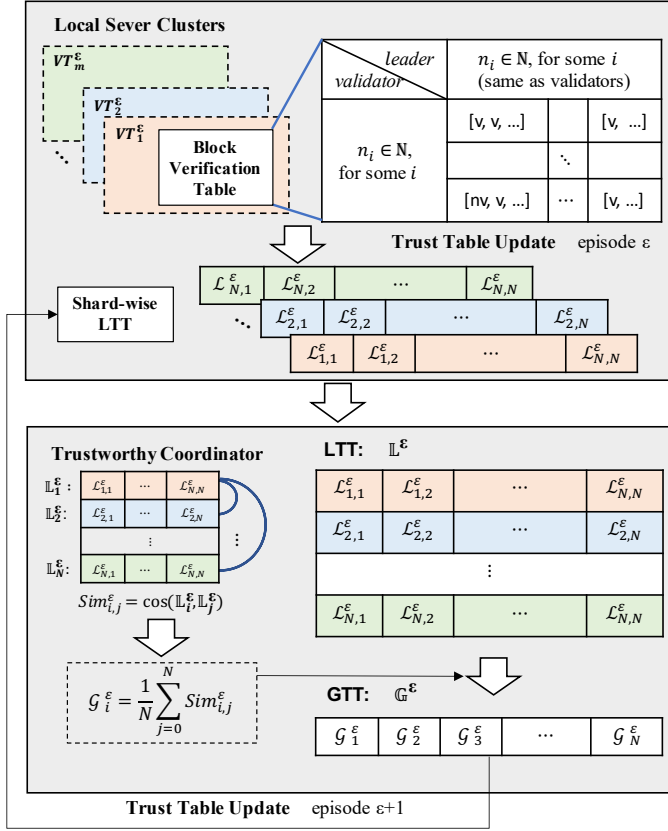 Local Sever Clusters
VT_m^ε
VT_2^ε
VT_1^ε
Block
Verification
Table
⋱
leader
validator
n_i ∈ ℕ, for some i
(same as validators)
n_i ∈ ℕ,
for some i
[v, v, ...] [v, ...]
⋱
[nv, v, ...] ⋯ [v, ...]
Trust Table Update episode ε
Shard-wise
LTT
ℒ_{N,1}^ε ℒ_{N,2}^ε ⋯ ℒ_{N,N}^ε
⋱ ℒ_{2,1}^ε ℒ_{2,2}^ε ⋯ ℒ_{2,N}^ε
ℒ_{1,1}^ε ℒ_{1,2}^ε ⋯ ℒ_{N,N}^ε
Trustworthy Coordinator
𝕃_1^ε : ℒ_{1,1}^ε ⋯ ℒ_{N,N}^ε
𝕃_2^ε: ℒ_{2,1}^ε ⋯ ℒ_{2,N}^ε
⋮ ⋮
𝕃_N^ε: ℒ_{N,1}^ε ⋯ ℒ_{N,N}^ε
Sim_{i,j}^ε = cos(𝕃_i^ε,𝕃_j^ε)
𝒢_i^ε = 1/N ∑_{j=0}^{N} Sim_{i,j}^ε
LTT: 𝕃^ε
ℒ_{1,1}^ε ℒ_{1,2}^ε ⋯ ℒ_{N,N}^ε
ℒ_{2,1}^ε ℒ_{2,2}^ε ⋯ ℒ_{2,N}^ε
⋮
ℒ_{N,1}^ε ℒ_{N,2}^ε ⋯ ℒ_{N,N}^ε
GTT: 𝔾^ε
𝒢_1^ε 𝒢_2^ε 𝒢_3^ε ⋯ 𝒢_N^ε
Trust Table Update episode ε+1